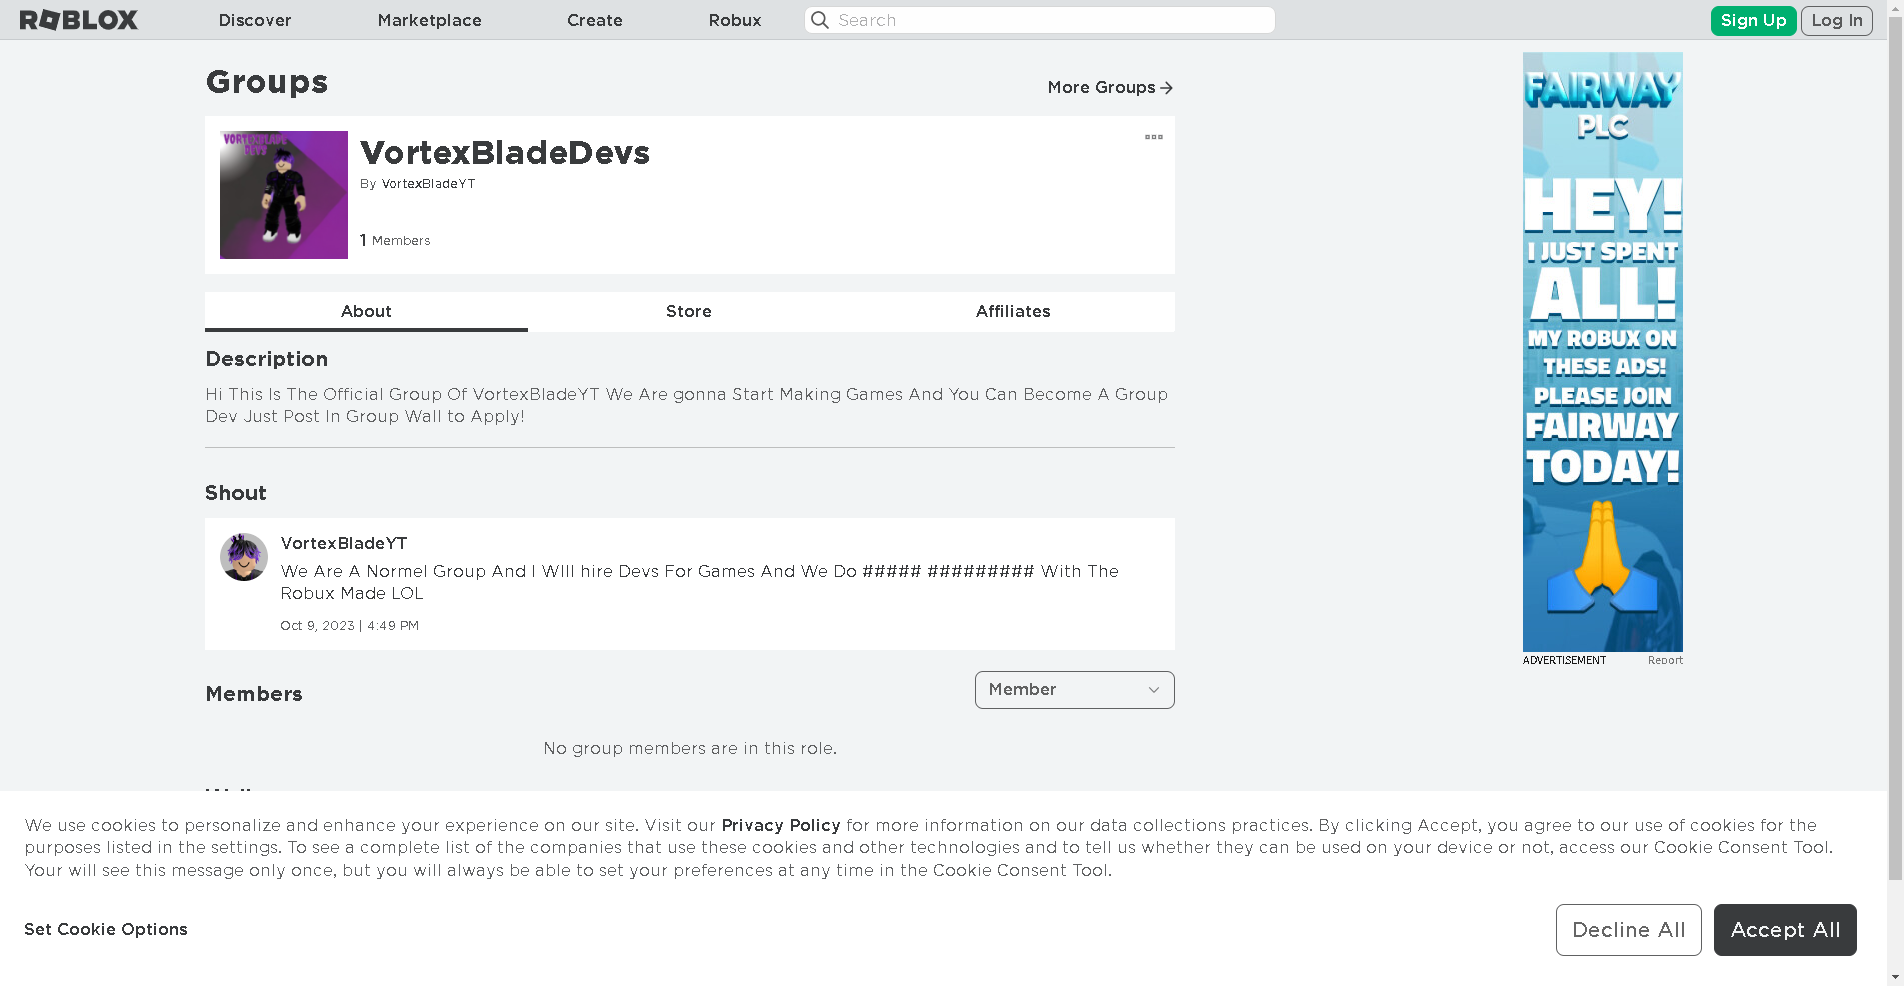 ROBLOX
Discover
Marketplace
Create
Robux
Search
Sign Up
Log In
Groups
More Groups
VORTEXBLADE
DEVS
VortexBladeDevs
By VortexBladeYT
1 Members
About
Store
Affiliates
Description
Hi This Is The Official Group Of VortexBladeYT We Are gonna Start Making Games And You Can Become A Group
Dev Just Post In Group Wall to Apply!
Shout
VortexBladeYT
We Are A Normel Group And I WIll hire Devs For Games And We Do ##### ######### With The
Robux Made LOL
Oct 9, 2023 | 4:49 PM
Members
Member
No group members are in this role.
FAIRWAY
PLC
HEY!
I JUST SPENT
ALL!
MY ROBUX ON
THESE ADS!
PLEASE JOIN
FAIRWAY
TODAY!
ADVERTISEMENT
Report
We use cookies to personalize and enhance your experience on our site. Visit our Privacy Policy for more information on our data collections practices. By clicking Accept, you agree to our use of cookies for the
purposes listed in the settings. To see a complete list of the companies that use these cookies and other technologies and to tell us whether they can be used on your device or not, access our Cookie Consent Tool.
Your will see this message only once, but you will always be able to set your preferences at any time in the Cookie Consent Tool.
Set Cookie Options
Decline All
Accept All